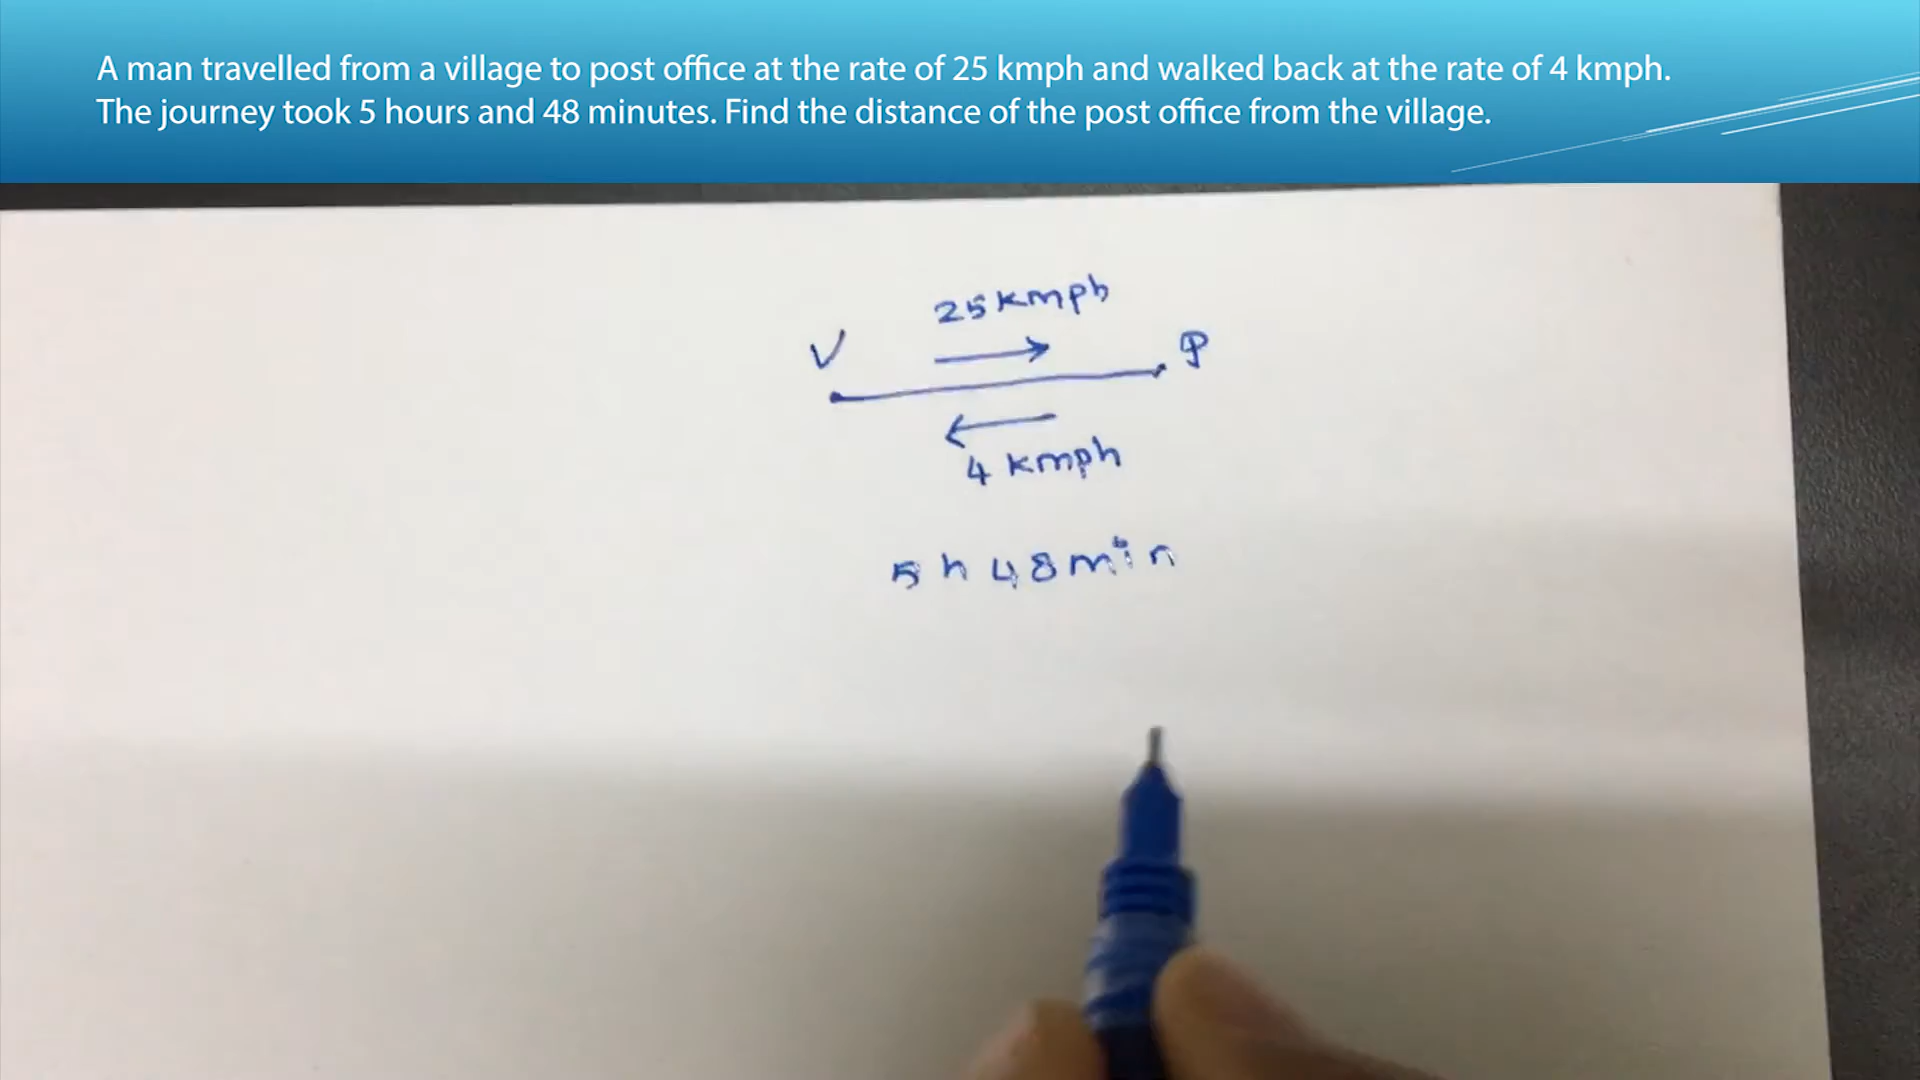 A man travelled from a village to post office at the rate of 25 kmph and walked back at the rate of 4 kmph.
The journey took 5 hours and 48 minutes. Find the distance of the post office from the village.
25 kmph
V P
4 kmph
5 h 48 min